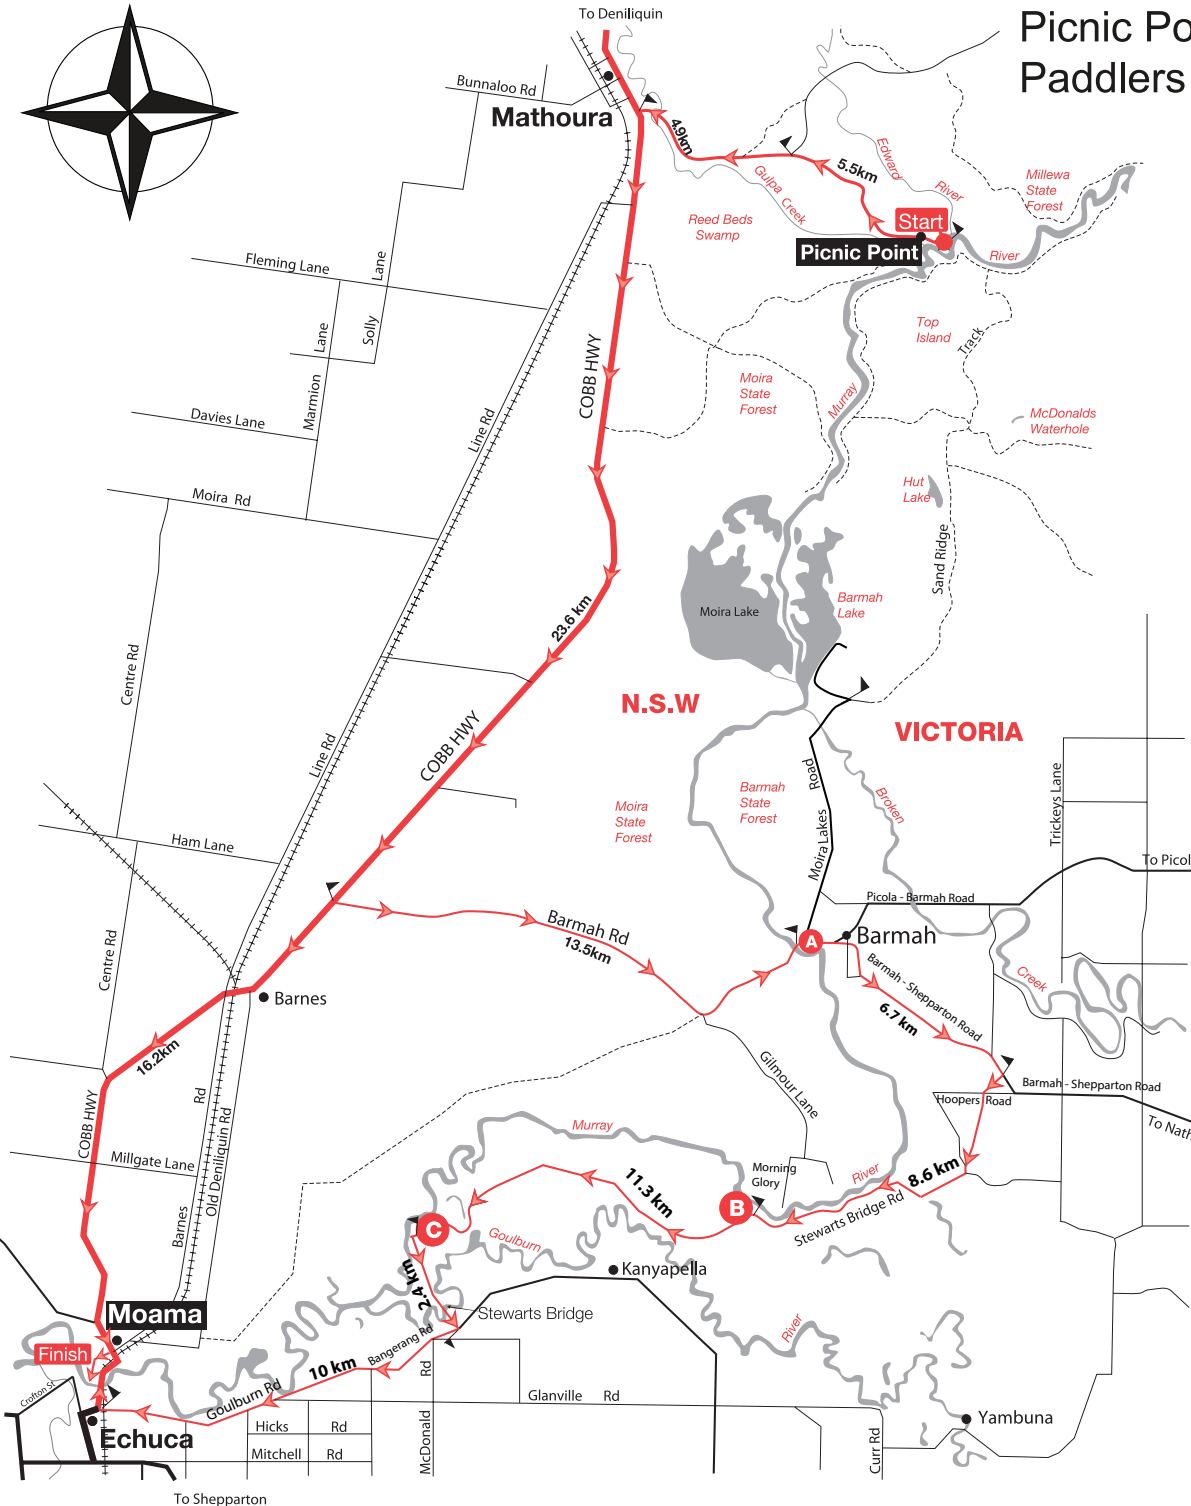 To Deniliquin
Picnic Po
Paddlers
Bunnaloo Rd
Mathoura
4.9km
5.5km
Edward
River
Millewa
State
Forest
Gulpa
Creek
Reed Beds
Swamp
Start
Picnic Point
River
Fleming Lane
Lane
Solly
Lane
Marmion
Top
Island
Track
COBB HWY
Moira
State
Forest
Murray
McDonalds
Waterhole
Davies Lane
Line Rd
Moira Rd
Hut
Lake
Sand Ridge
Moira Lake
Barmah
Lake
23.6 km
Centre Rd
N.S.W
VICTORIA
COBB HWY
Line Rd
Road
Moira Lakes
Barmah
State
Forest
Moira
State
Forest
Broken
Trickeys Lane
Ham Lane
To Picol
Picola - Barmah Road
Barmah Rd
13.5km
A
Barmah
Centre Rd
Barmah - Shepparton Road
6.7 km
Creek
Barnes
16.2km
Gilmour Lane
Barmah - Shepparton Road
Hoopers Road
To Nath
COBB HWY
Rd
Old Deniliquin Rd
Millgate Lane
Murray
Morning
Glory
River
8.6 km
11.3 km
B
Stewarts Bridge Rd
Barnes
C
Goulburn
Kanyapella
2.4 km
Stewarts Bridge
Moama
River
Finish
Bangerang Rd
10 km
Rd
Crofton St
Goulburn Rd
Glanville Rd
Hicks Rd
Echuca
Mitchell Rd
McDonald
Curr Rd
Yambuna
To Shepparton